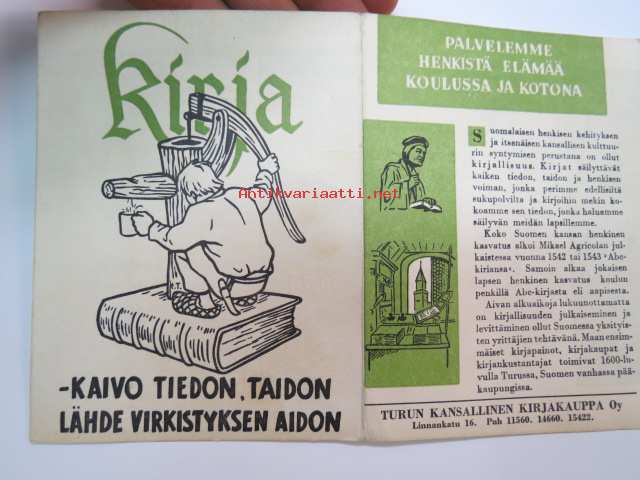 Kirja
-KAIVO TIEDON, TAIDON
LÄHDE VIRKISTYKSEN AIDON
PALVELEMME
HENKISTÄ ELÄMÄÄ
KOULUSSA JA KOTONA
Suomalaisen henkisen kehityksen
ja itsenäisen kansallisen kulttuu-
rin syntymisen perustana on ollut
kirjallisuus. Kirjat säilyttävät
kaiken tiedon, taidon ja henkisen
voiman, jonka perimme edellisiltä
sukupolvilta ja kirjoihin mekin ko-
koamme sen tiedon, jonka haluamme
säilyvän meidän lapsillemme.
Koko Suomen kansan henkinen
kasvatus alkoi Mikael Agricolan jul-
kaistessa vuonna 1542 tai 1543 »Abc-
kiriansa». Samoin alkaa jokaisen
lapsen henkinen kasvatus koulun
penkillä Abc-kirjasta eli aapisesta.
Aivan alkuaikoja lukuunottamatta
on kirjallisuuden julkaiseminen ja
levittäminen ollut Suomessa yksityis-
ten yrittäjien tehtävänä. Maan ensim-
mäiset kirjapainot, kirjakaupat ja
kirjankustantajat toimivat 1600-lu-
vulla Turussa, Suomen vanhassa pää-
kaupungissa.
TURUN KANSALLINEN KIRJAKAUPPA Oy
Linnankatu 16. Puh 11560. 14660. 15422.
Antikvariaatti.net